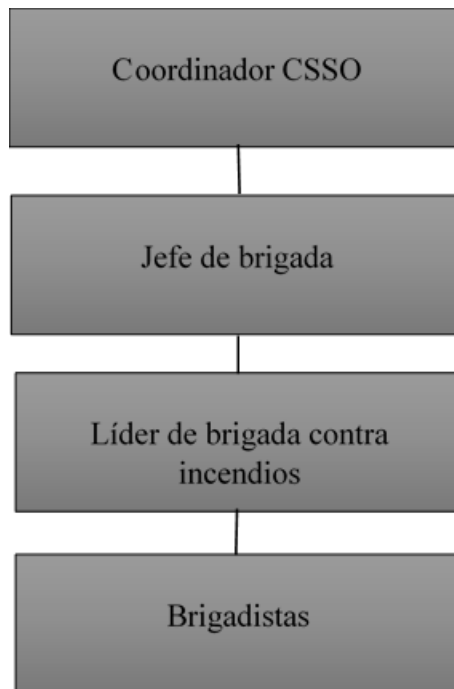 Coordinador CSSO
Jefe de brigada
Líder de brigada contra
incendios
Brigadistas